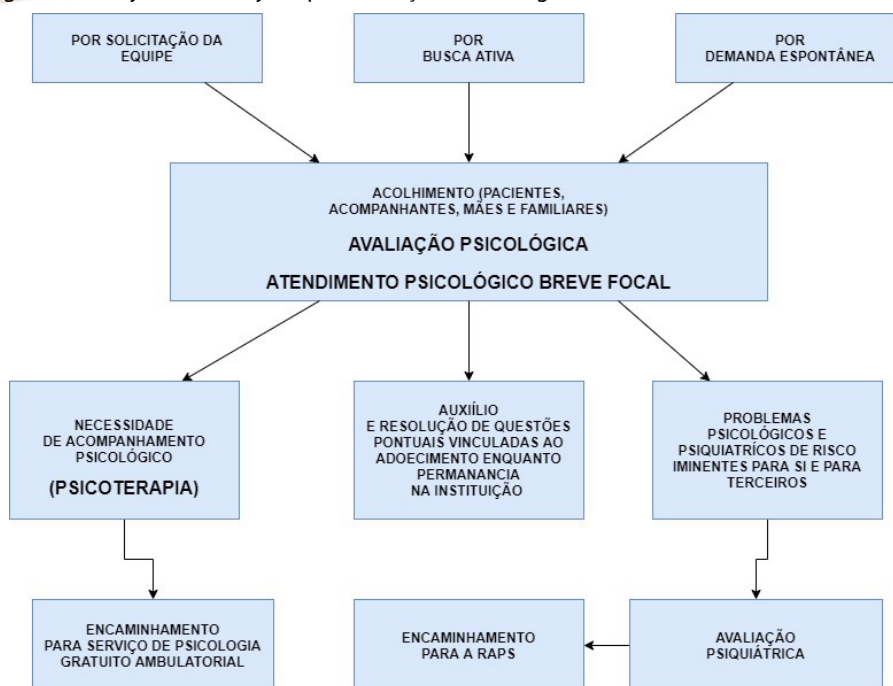 POR SOLICITAÇÃO DA
EQUIPE
POR
BUSCA ATIVA
POR
DEMANDA ESPONTÂNEA
ACOLHIMENTO (PACIENTES,
ACOMPANHANTES, MÃES E FAMILIARES)
AVALIAÇÃO PSICOLÓGICA
ATENDIMENTO PSICOLÓGICO BREVE FOCAL
NECESSIDADE
DE ACOMPANHAMENTO
PSICOLÓGICO
(PSICOTERAPIA)
AUXIÍLIO
E RESOLUÇÃO DE QUESTÕES
PONTUAIS VINCULADAS AO
ADOECIMENTO ENQUANTO
PERMANANCIA
NA INSTITUIÇÃO
PROBLEMAS
PSICOLÓGICOS E
PSIQUIATRÍCOS DE RISCO
IMINENTES PARA SI E PARA
TERCEIROS
ENCAMINHAMENTO
PARA SERVIÇO DE PSICOLOGIA
GRATUITO AMBULATORIAL
ENCAMINHAMENTO
PARA A RAPS
AVALIAÇÃO
PSIQUIÁTRICA